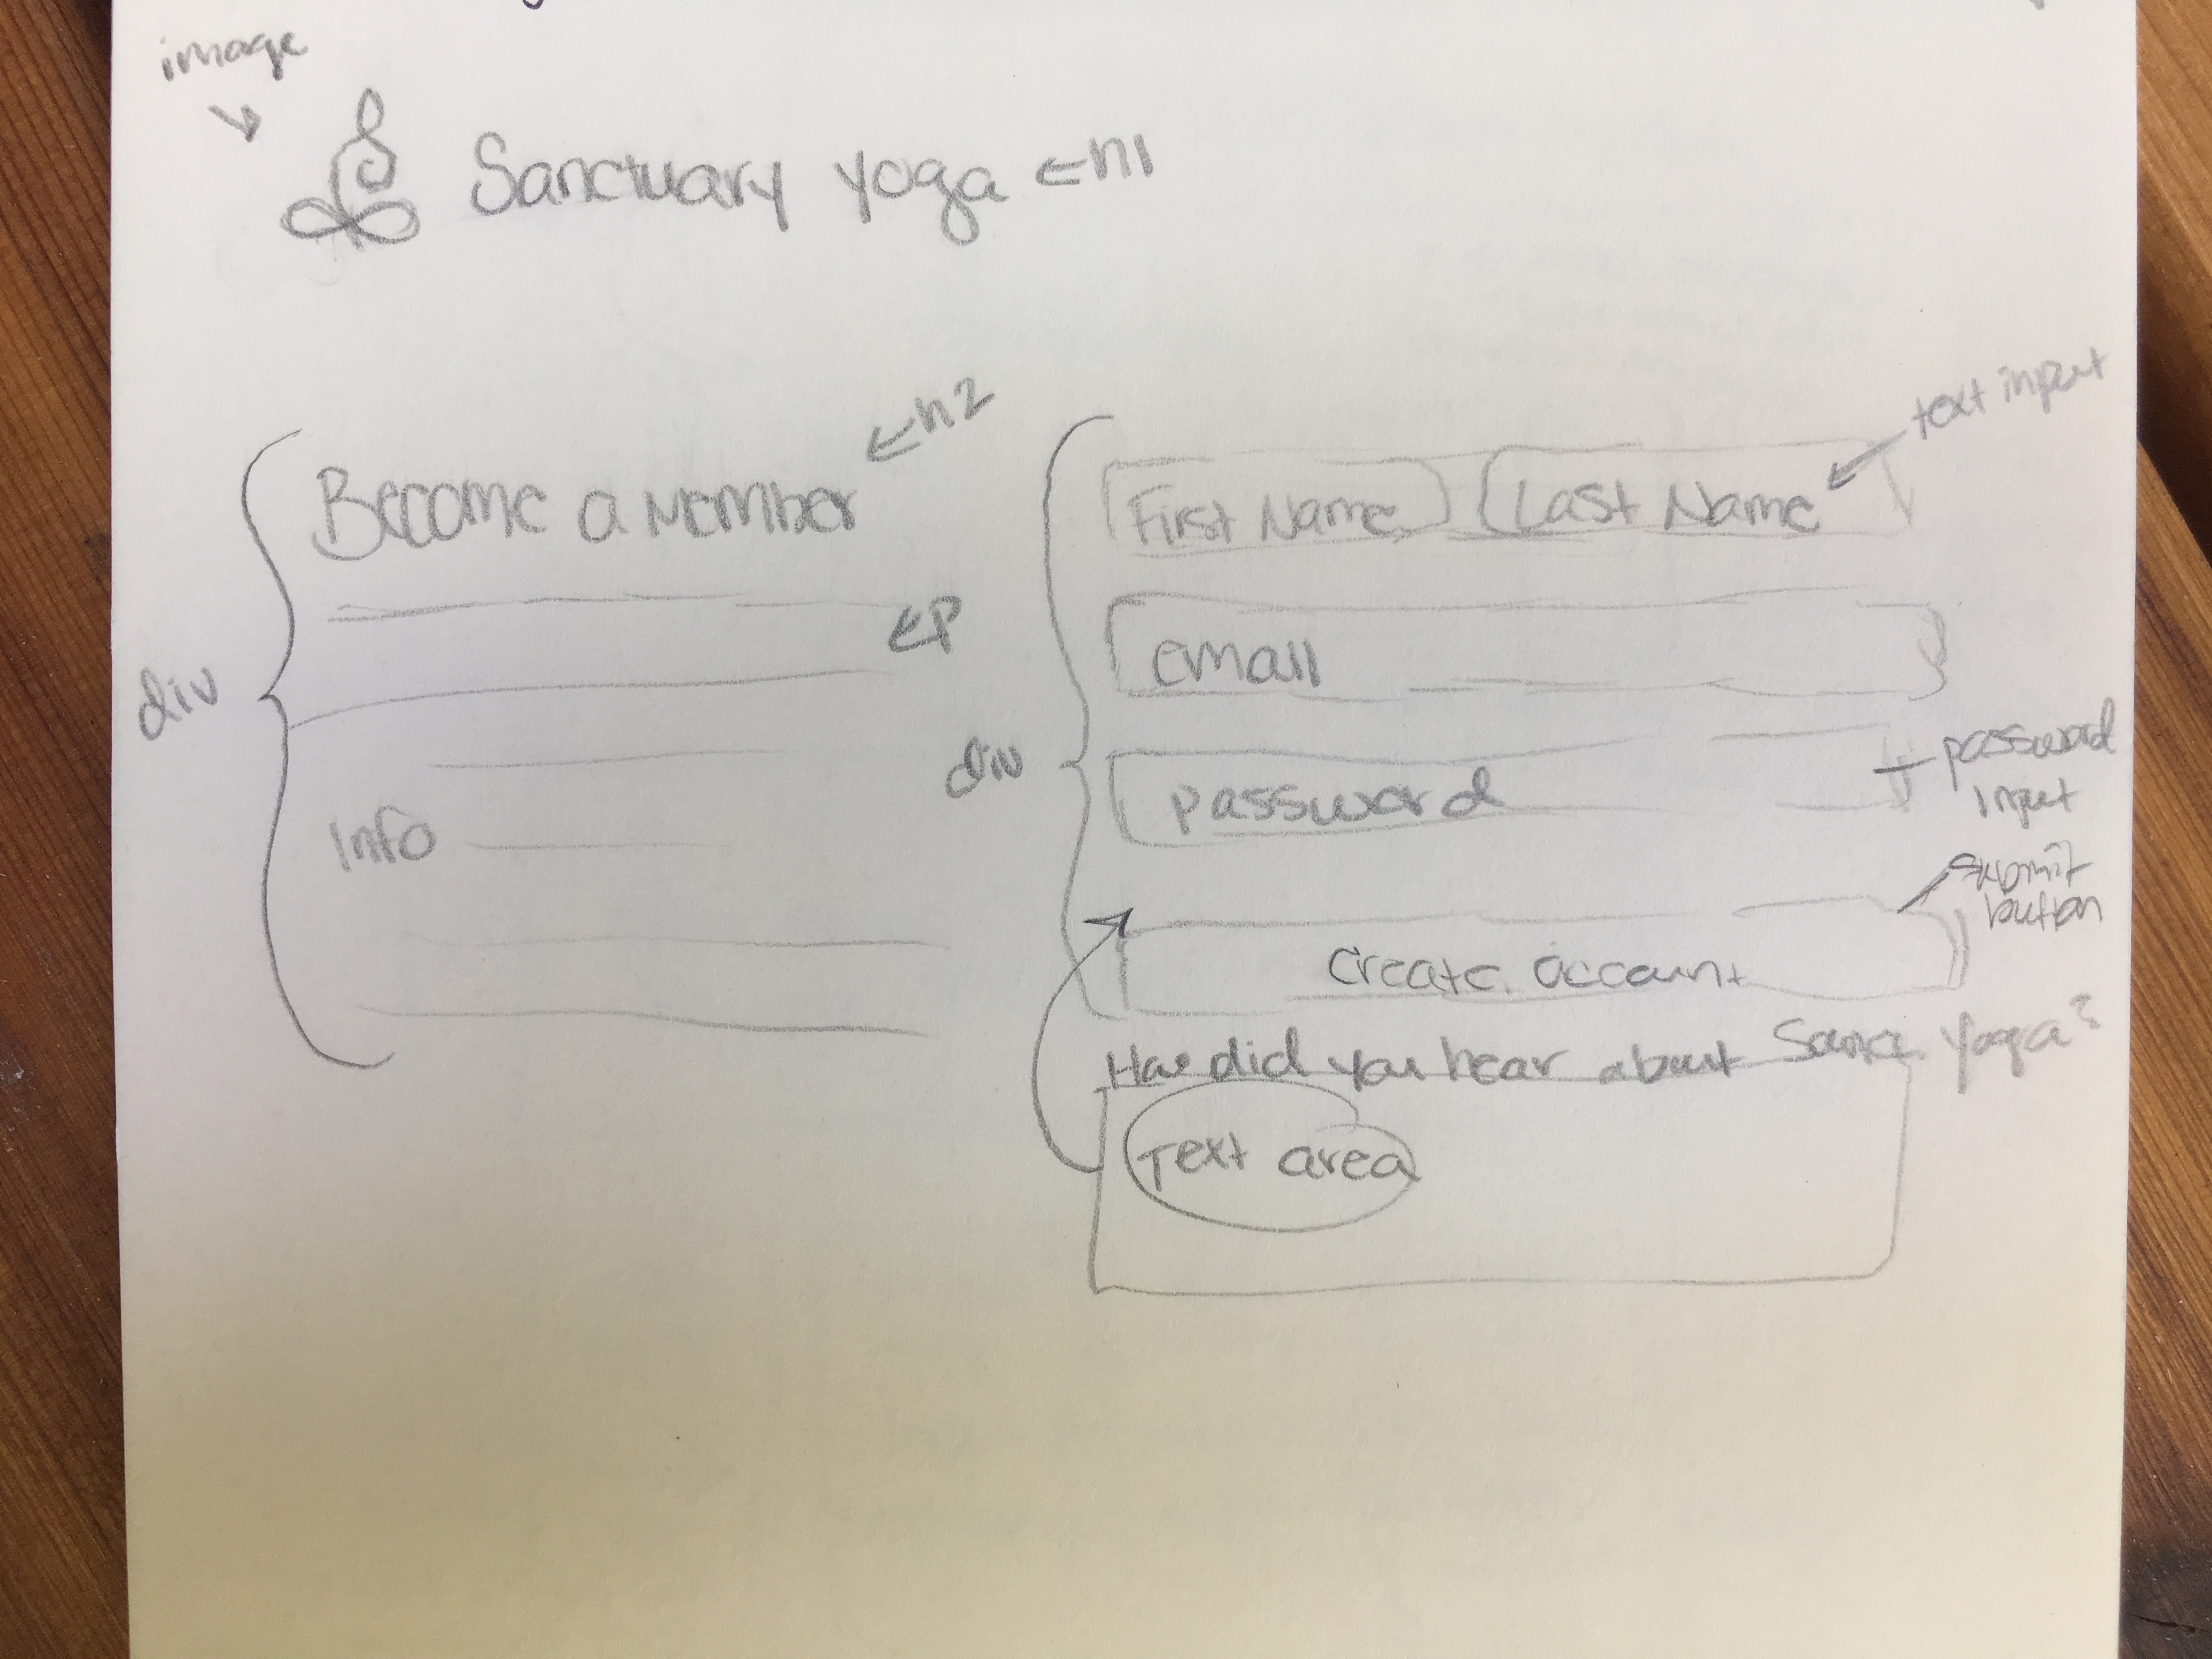 image
Sanctuary Yoga ← h1
Become a member ← h2
← P
div
Info
div
First Name
Last Name
text input
email
password
password input
Create account
submit button
How did you hear about Sanc. Yoga?
Text area